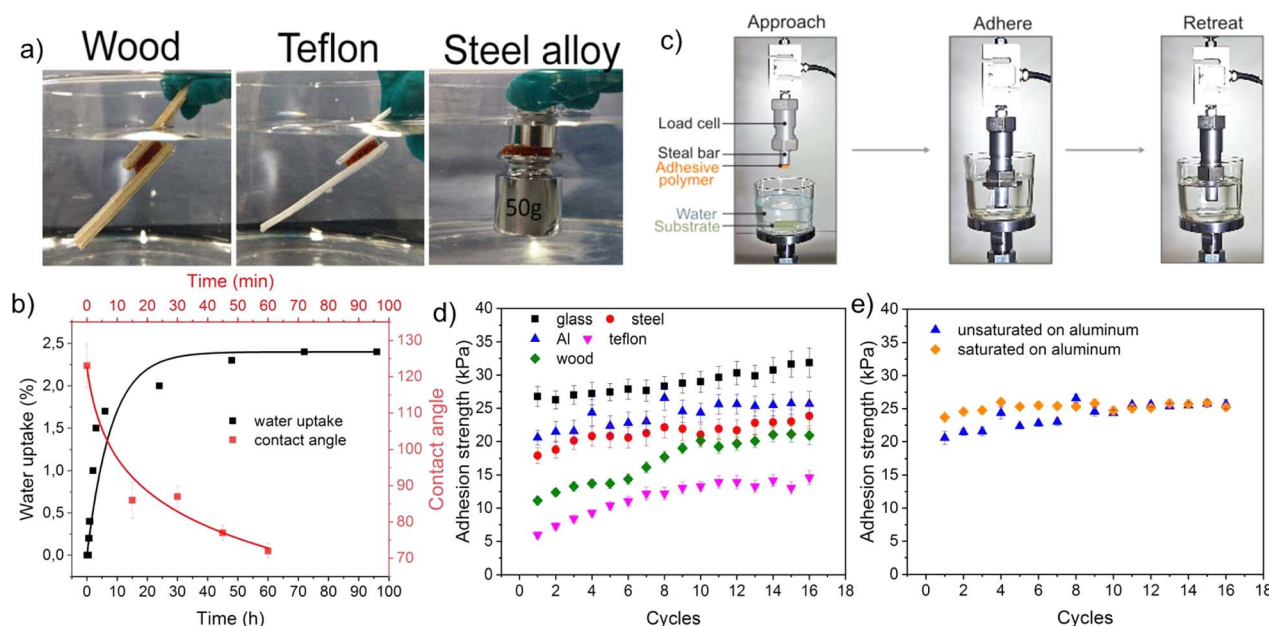 a)
Wood
Teflon
Steel alloy
50g
c)
Approach
Adhere
Retreat
Load cell
Steal bar
Adhesive
polymer
Water
Substrate
b)
Time (min)
0 10 20 30 40 50 60 70 80 90 100
Water uptake (%)
2,5
2,0
1,5
1,0
0,5
0,0
water uptake
contact angle
130
120
110
100
90
80
70
Contact angle
0 10 20 30 40 50 60 70 80 90 100
Time (h)
d)
Adhesion strength (kPa)
40
35
30
25
20
15
10
5
0
glass steel
Al teflon
wood
0 2 4 6 8 10 12 14 16 18
Cycles
e)
Adhesion strength (kPa)
40
35
30
25
20
15
10
5
0
unsaturated on aluminum
saturated on aluminum
0 2 4 6 8 10 12 14 16 18
Cycles